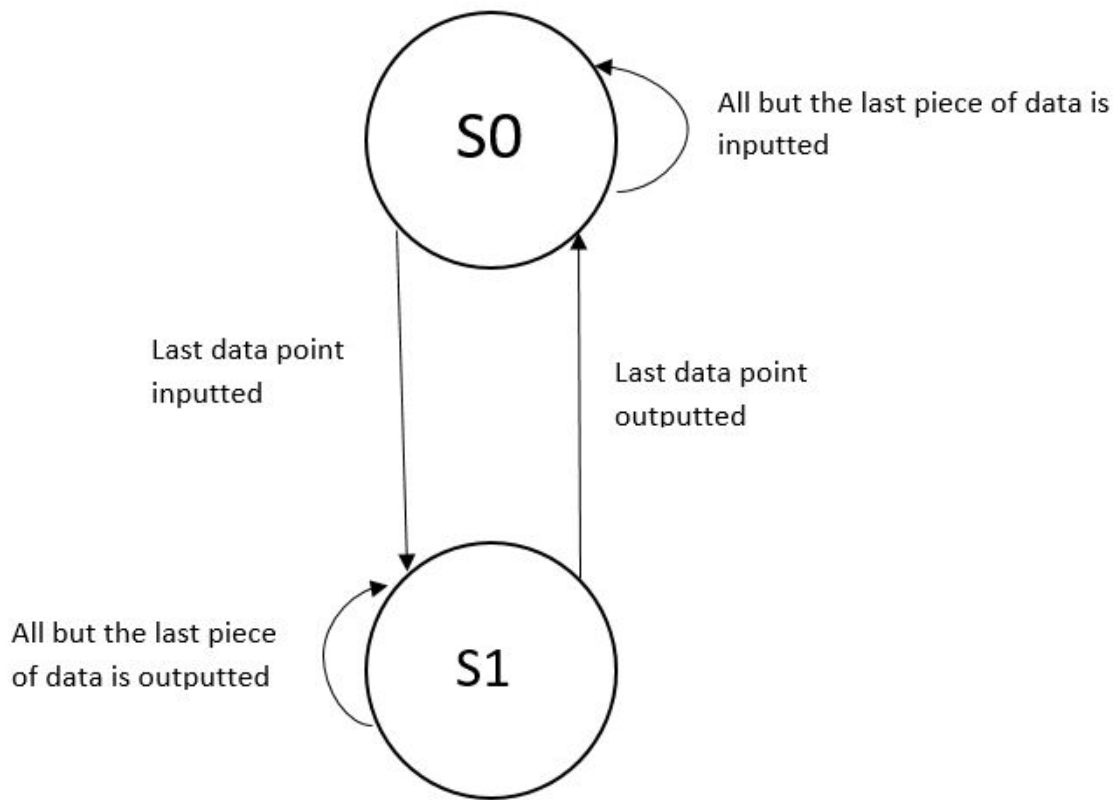 S0
All but the last piece of data is
inputted
Last data point
inputted
Last data point
outputted
All but the last piece
of data is outputted
S1